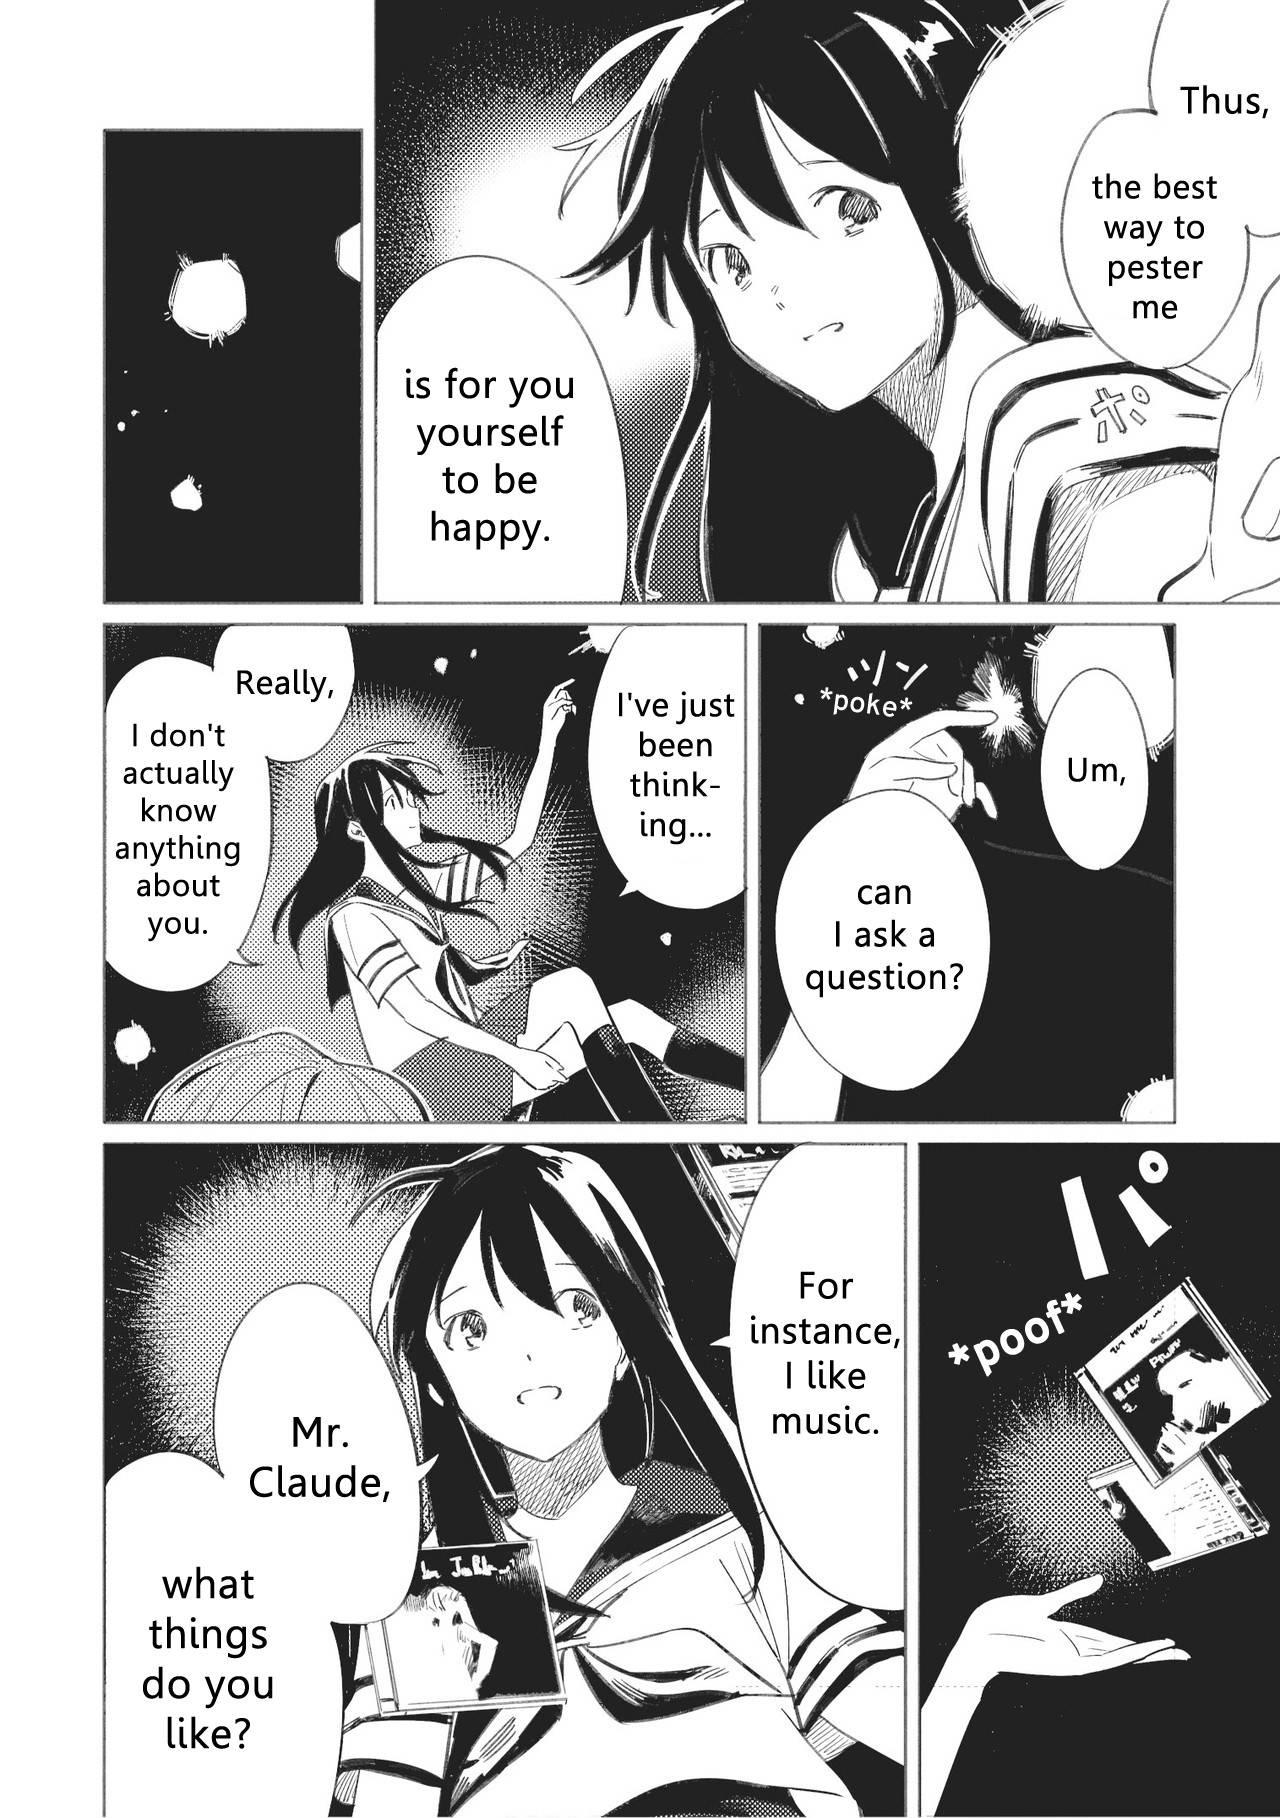 Thus,
the best
way to
pester
me
ポ
is for you
yourself
to be
happy.
Um,
ツン
*poke*
can
I ask a
question?
I've just
been
think-
ing...
Really,
I don't
actually
know
anything
about
you.
パ
*poof*
For
instance,
I like
music.
Mr.
Claude,
what
things
do you
like?